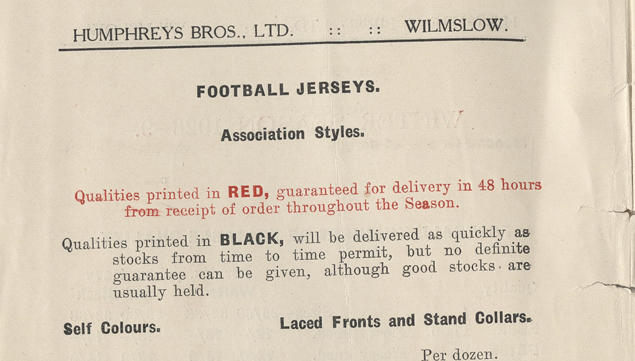 HUMPHREYS BROS., LTD. :: :: WILMSLOW.
FOOTBALL JERSEYS.
Association Styles.
Qualities printed in RED, guaranteed for delivery in 48 hours
from receipt of order throughout the Season.
Qualities printed in BLACK, will be delivered as quickly as
stocks from time to time permit, but no definite
guarantee can be given, although good stocks are
usually held.
Self Colours. Laced Fronts and Stand Collars.
Per dozen.